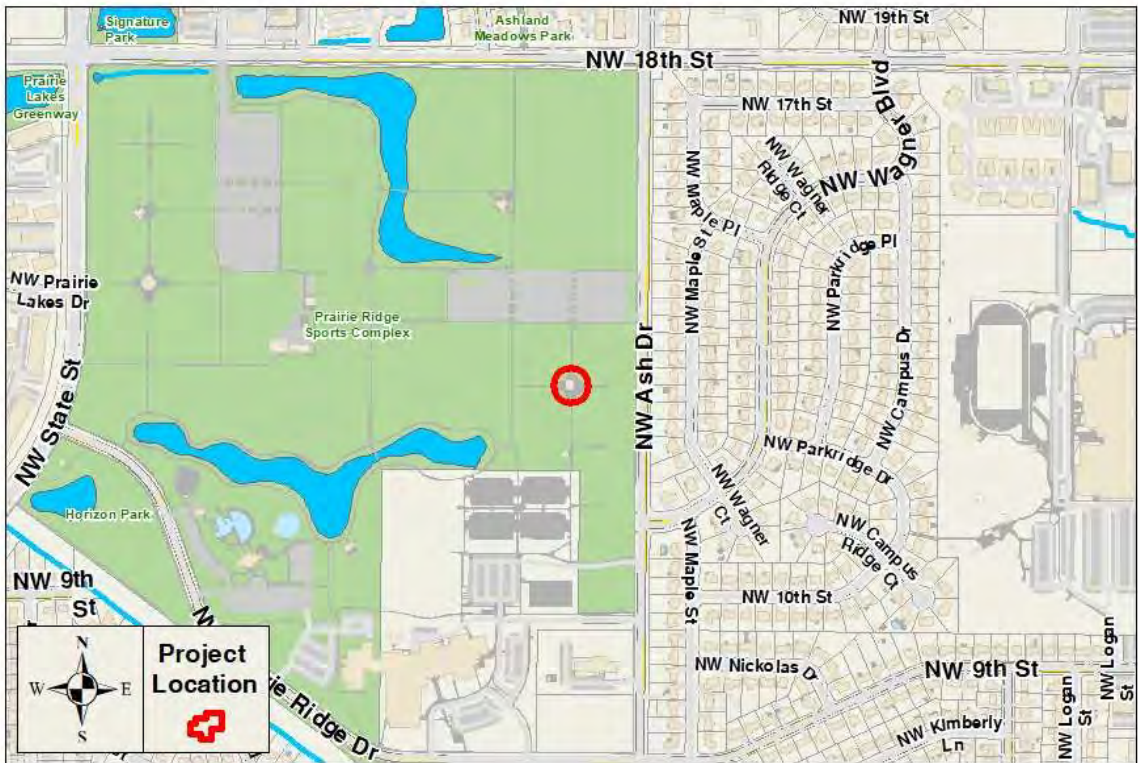 Signature
Park
Ashland
Meadows Park
NW 19th St
NW 18th St
Prairie
Lakes
Greenway
NW 17th St
NW Wagner Blvd
NW Wagner
Ridge Ct
NW Maple Pl
NW Maple St
NW Parkridge Pl
NW Prairie
Lakes Dr
Prairie Ridge
Sports Complex
NW State St
NW Ash Dr
NW Campus Dr
NW Parkridge Dr
Horizon Park
NW Wagner
Ct
NW Campus
Ridge Ct
NW 9th
St
NW Maple St
NW 10th St
N
W
E
S
Project
Location
ie Ridge Dr
NW Nickolas Dr
NW 9th St
NW Logan
St
NW Logan
St
NW Kimberly
Ln